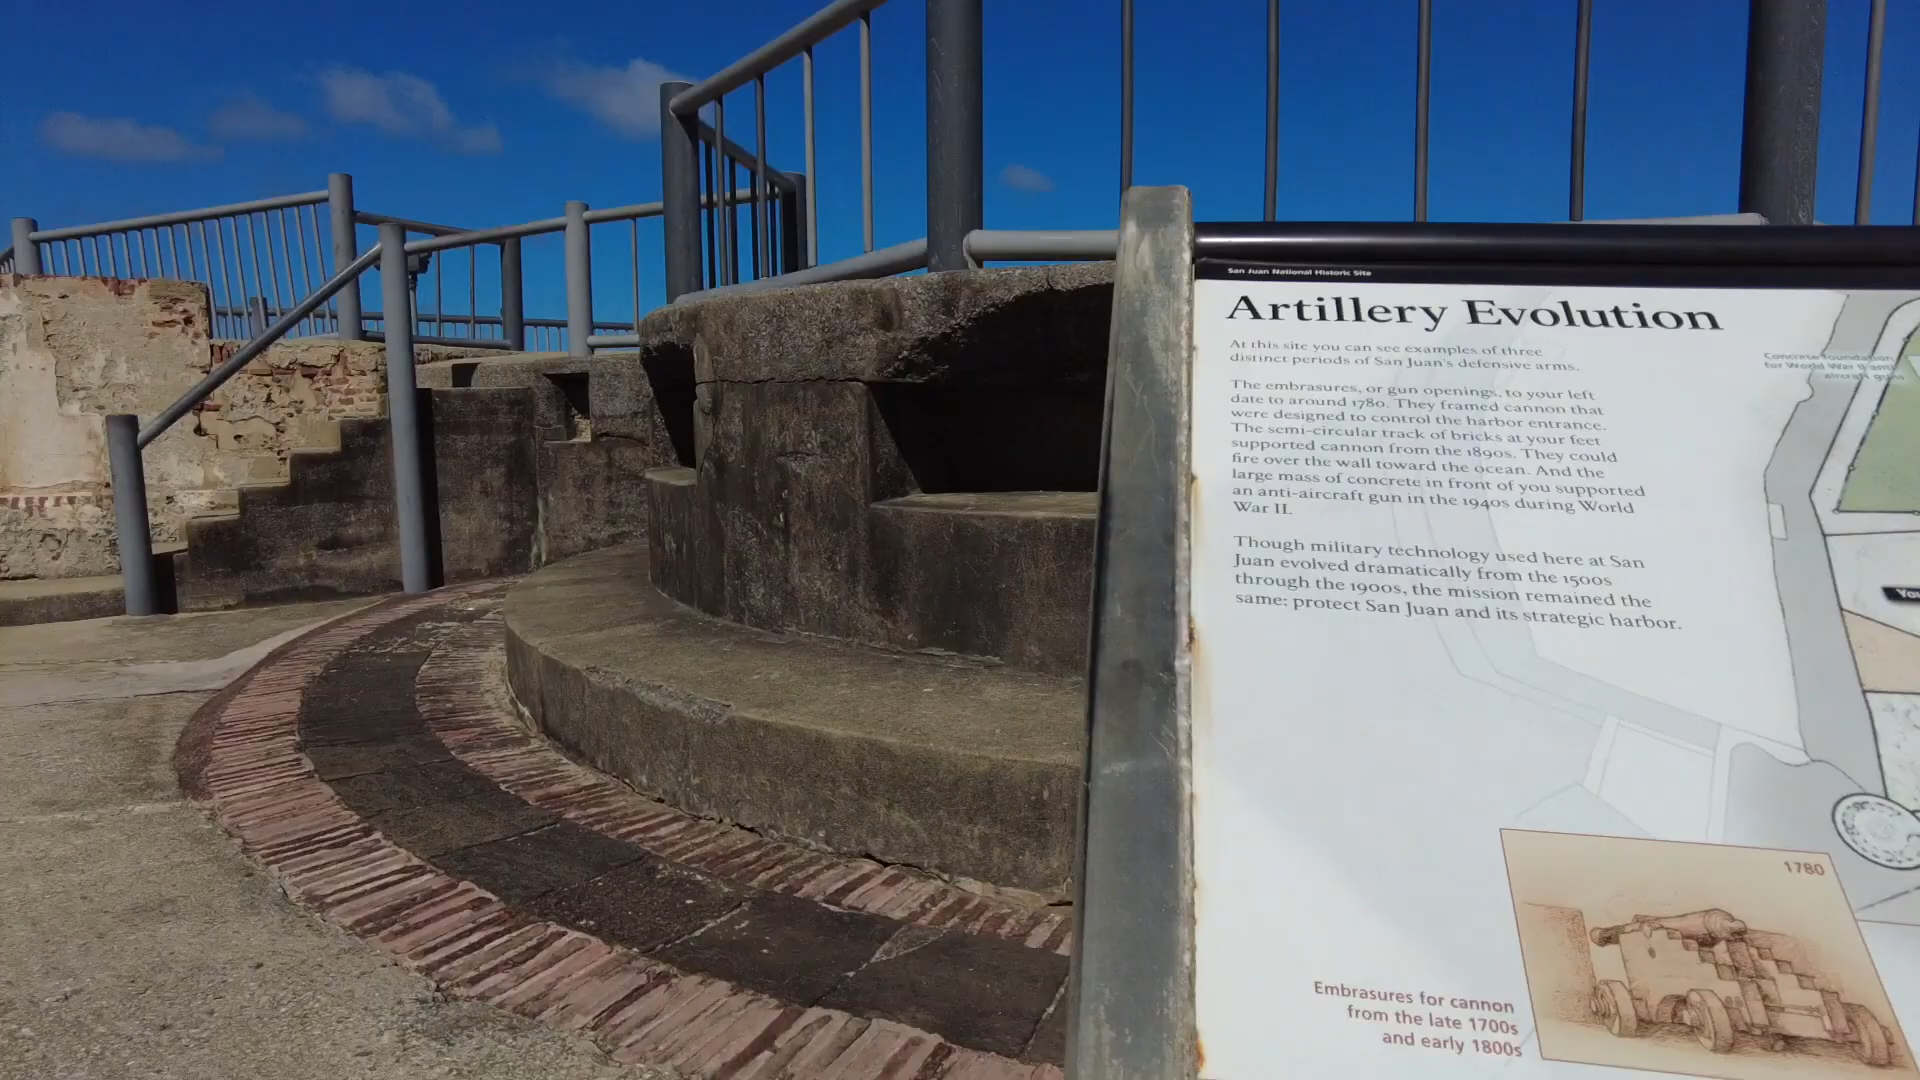 San Juan National Historic Site
Artillery Evolution
At this site you can see examples of three
distinct periods of San Juan's defensive arms.
The embrasures, or gun openings, to your left
date to around 1780. They framed cannon that
were designed to control the harbor entrance.
The semi-circular track of bricks at your feet
supported cannon from the 1890s. They could
fire over the wall toward the ocean. And the
large mass of concrete in front of you supported
an anti-aircraft gun in the 1940s during World
War II.
Though military technology used here at San
Juan evolved dramatically from the 1500s
through the 1900s, the mission remained the
same: protect San Juan and its strategic harbor.
Concrete foundation
for World War II anti-
aircraft guns
You
1780
Embrasures for cannon
from the late 1700s
and early 1800s